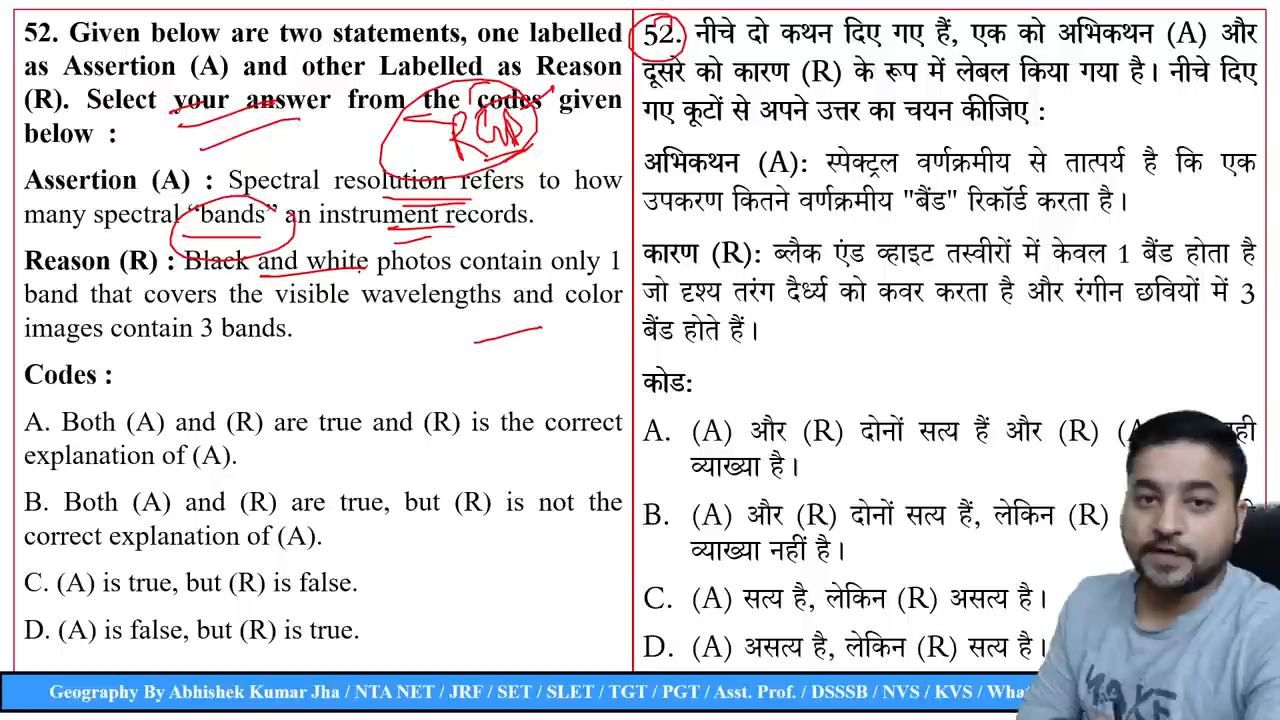 52. Given below are two statements, one labelled
as Assertion (A) and other Labelled as Reason
(R). Select your answer from the codes given
below :
RGB
Assertion (A) : Spectral resolution refers to how
many spectral “bands” an instrument records.
Reason (R) : Black and white photos contain only 1
band that covers the visible wavelengths and color
images contain 3 bands.
Codes :
A. Both (A) and (R) are true and (R) is the correct
explanation of (A).
B. Both (A) and (R) are true, but (R) is not the
correct explanation of (A).
C. (A) is true, but (R) is false.
D. (A) is false, but (R) is true.
52. नीचे दो कथन दिए गए हैं, एक को अभिकथन (A) और
दूसरे को कारण (R) के रूप में लेबल किया गया है। नीचे दिए
गए कूटों से अपने उत्तर का चयन कीजिए :
अभिकथन (A): स्पेक्ट्रल वर्णक्रमीय से तात्पर्य है कि एक
उपकरण कितने वर्णक्रमीय "बैंड" रिकॉर्ड करता है।
कारण (R): ब्लैक एंड व्हाइट तस्वीरों में केवल 1 बैंड होता है
जो दृश्य तरंग दैर्ध्य को कवर करता है और रंगीन छवियों में 3
बैंड होते हैं।
कोड:
A. (A) और (R) दोनों सत्य हैं और (R)
व्याख्या है।
B. (A) और (R) दोनों सत्य हैं, लेकिन (R)
व्याख्या नहीं है।
C. (A) सत्य है, लेकिन (R) असत्य है।
D. (A) असत्य है, लेकिन (R) सत्य है।
Geography By Abhishek Kumar Jha / NTA NET / JRF / SET / SLET / TGT / PGT / Asst. Prof. / DSSSB / NVS / KVS /
MAKE